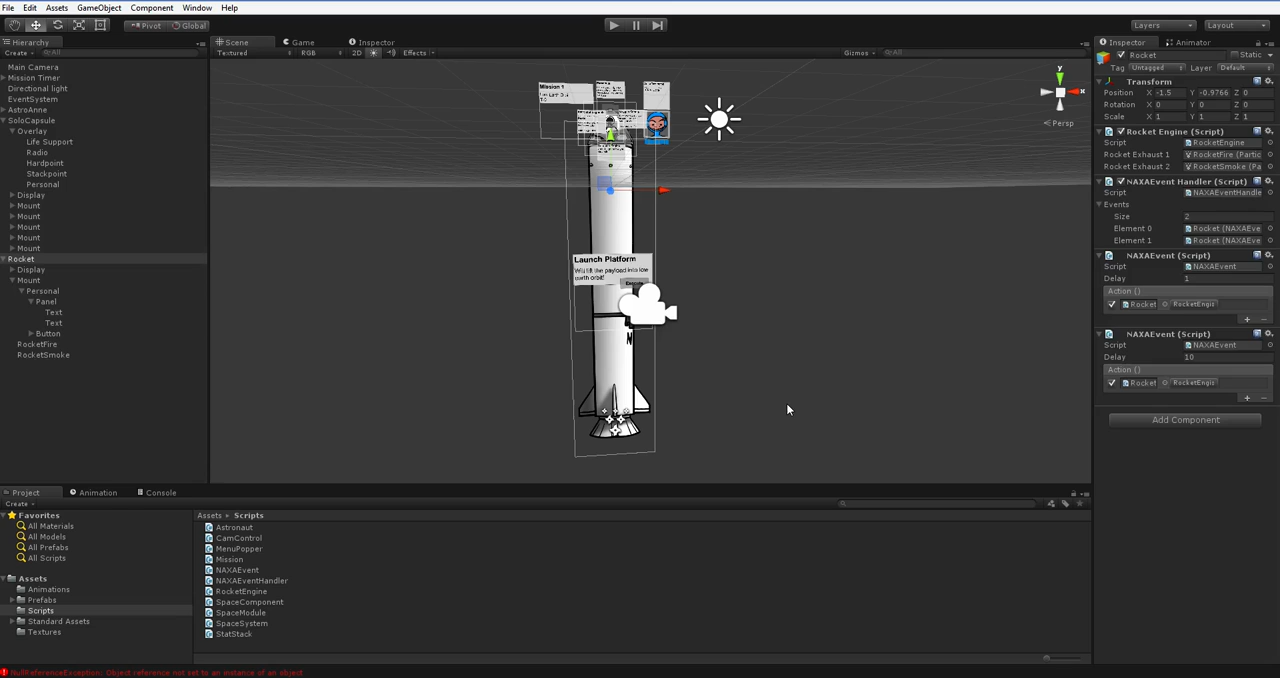 File Edit Assets GameObject Component Window Help
Pivot Global
Layers Layout
Hierarchy
Create All
Main Camera
Mission Timer
Directional light
EventSystem
AstroAnne
SoloCapsule
Overlay
Life Support
Radio
Hardpoint
Stackpoint
Personal
Display
Mount
Mount
Mount
Mount
Mount
Rocket
Display
Mount
Personal
Panel
Text
Text
Button
RocketFire
RocketSmoke
Scene Game Inspector
Textured RGB 2D Effects Gizmos All
y
x
Persp
Mission 1
Launch Platform
Will lift the payload into low
earth orbit!
Execute
N
Inspector Animator
Rocket Static
Tag Untagged Layer Default
Transform
Position X -1.5 Y -0.9766 Z 0
Rotation X 0 Y 0 Z 0
Scale X 1 Y 1 Z 1
Rocket Engine (Script)
Script RocketEngine
Rocket Exhaust 1 RocketFire (Partic
Rocket Exhaust 2 RocketSmoke (Pa
NAXAEvent Handler (Script)
Script NAXAEventHandle
Events
Size 2
Element 0 Rocket (NAXAEve
Element 1 Rocket (NAXAEve
NAXAEvent (Script)
Script NAXAEvent
Delay 1
Action ()
Rocket RocketEngis
+ −
NAXAEvent (Script)
Script NAXAEvent
Delay 10
Action ()
Rocket RocketEngis
+ −
Add Component
Project Animation Console
Create
Favorites
All Materials
All Models
All Prefabs
All Scripts
Assets
Animations
Prefabs
Scripts
Standard Assets
Textures
Assets Scripts
Astronaut
CamControl
MenuPopper
Mission
NAXAEvent
NAXAEventHandler
RocketEngine
SpaceComponent
SpaceModule
SpaceSystem
StatStack
NullReferenceException: Object reference not set to an instance of an object